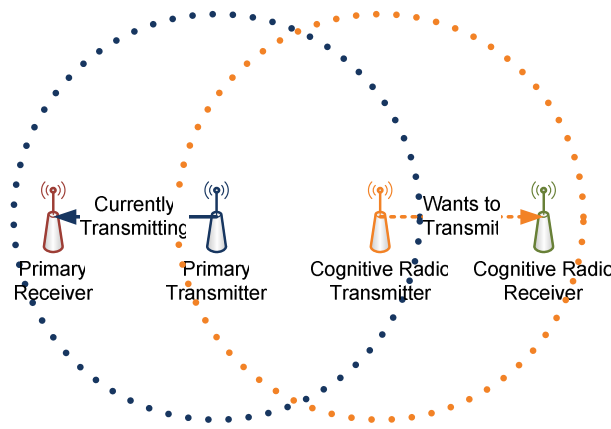 Currently
Transmitting
Wants to
Transmit
Primary
Receiver
Primary
Transmitter
Cognitive Radio
Transmitter
Cognitive Radio
Receiver